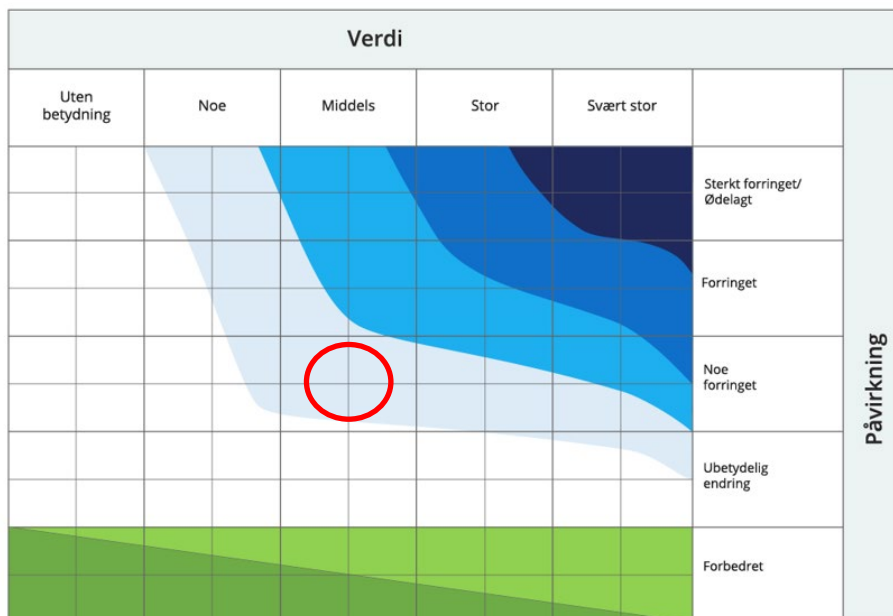 Verdi
Uten
betydning
Noe
Middels
Stor
Svært stor
Sterkt forringet/
Ødelagt
Forringet
Noe
forringet
Ubetydelig
endring
Forbedret
Påvirkning